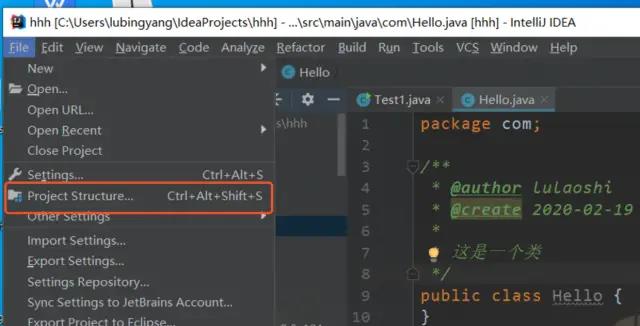 hhh [C:\Users\lubingyang\IdeaProjects\hhh] - ...\src\main\java\com\Hello.java [hhh] - IntelliJ IDEA
File Edit View Navigate Code Analyze Refactor Build Run Tools VCS Window Help
New
Open...
Open URL...
Open Recent
Close Project
Settings... Ctrl+Alt+S
Project Structure... Ctrl+Alt+Shift+S
Other Settings
Import Settings...
Export Settings...
Settings Repository...
Sync Settings to JetBrains Account...
Export Project to Eclipse...
Hello
s\hhh
Test1.java Hello.java
1 package com;
2
3 /**
4 * @author luLaoshi
5 * @create 2020-02-19
6 *
7 这是一个类
8 */
9 public class Hello {
10 }